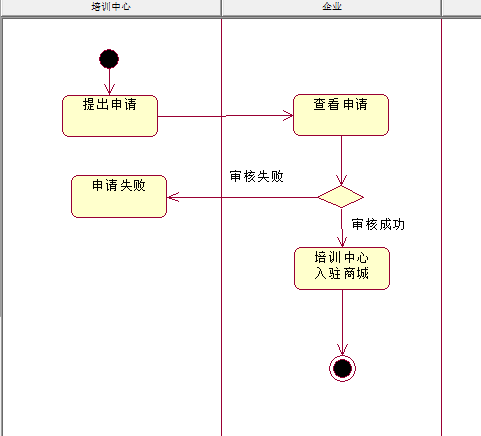 培训中心
企业
提出申请
查看申请
审核失败
申请失败
审核成功
培训中心
入驻商城